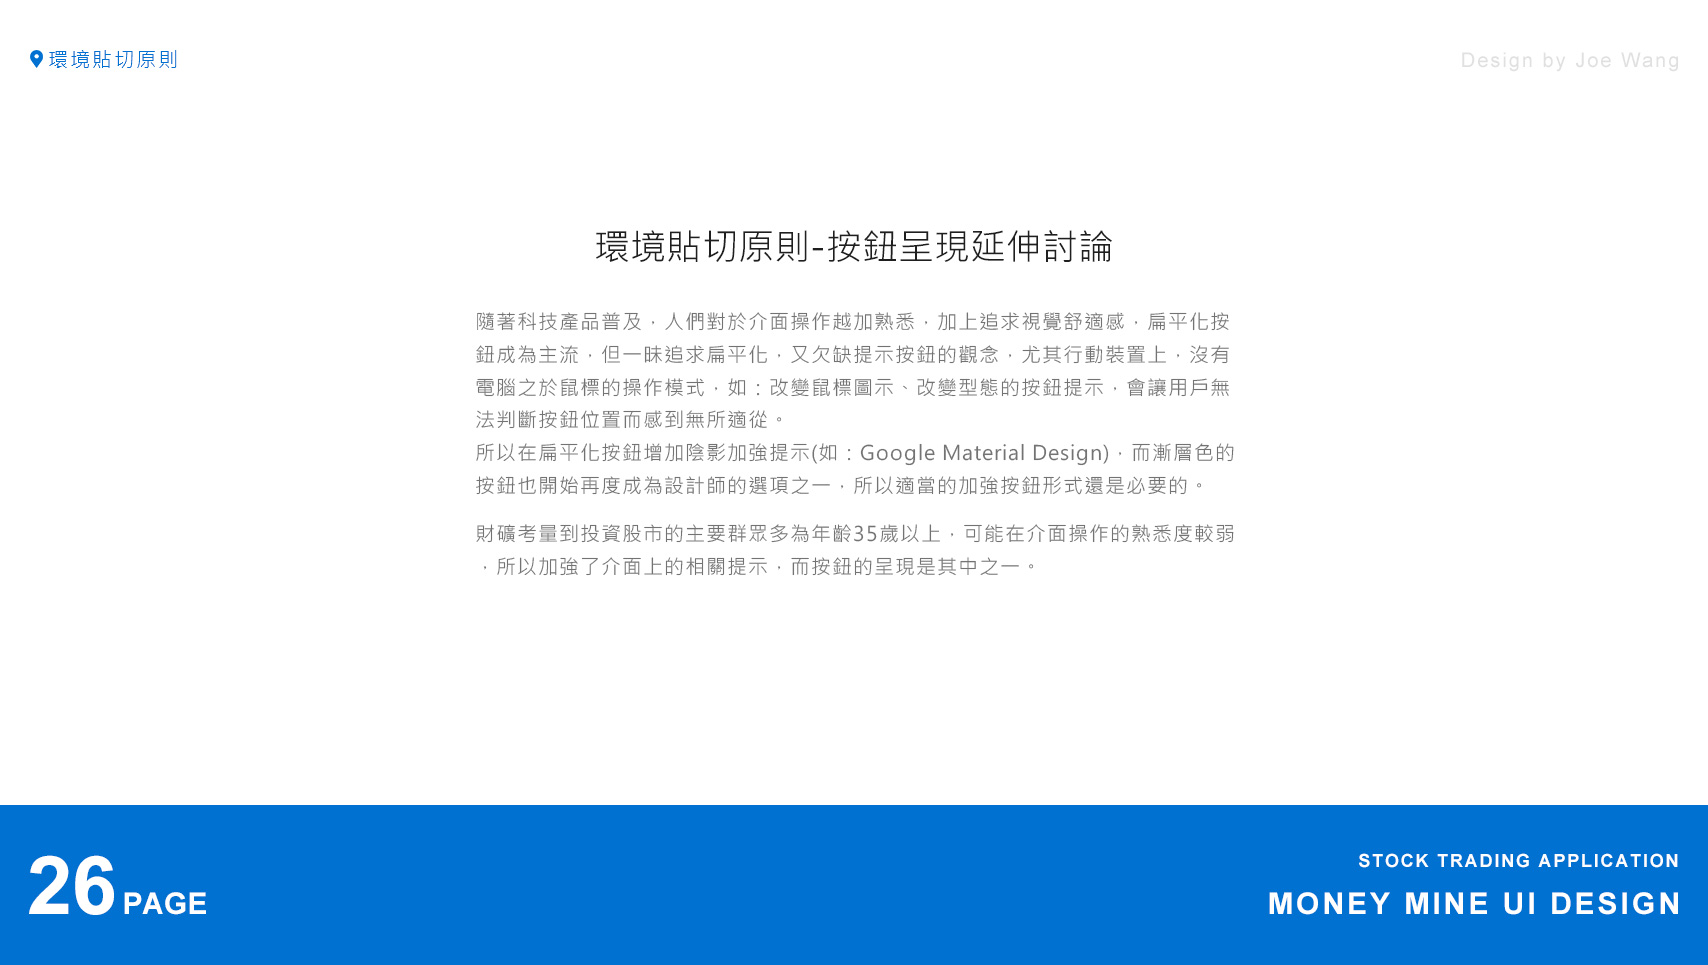 環境貼切原則
Design by Joe Wang
環境貼切原則-按鈕呈現延伸討論
隨著科技產品普及，人們對於介面操作越加熟悉，加上追求視覺舒適感，扁平化按
鈕成為主流，但一昧追求扁平化，又欠缺提示按鈕的觀念，尤其行動裝置上，沒有
電腦之於鼠標的操作模式，如：改變鼠標圖示、改變型態的按鈕提示，會讓用戶無
法判斷按鈕位置而感到無所適從。
所以在扁平化按鈕增加陰影加強提示(如：Google Material Design)，而漸層色的
按鈕也開始再度成為設計師的選項之一，所以適當的加強按鈕形式還是必要的。
財礦考量到投資股市的主要群眾多為年齡35歲以上，可能在介面操作的熟悉度較弱
，所以加強了介面上的相關提示，而按鈕的呈現是其中之一。
26 PAGE
STOCK TRADING APPLICATION
MONEY MINE UI DESIGN